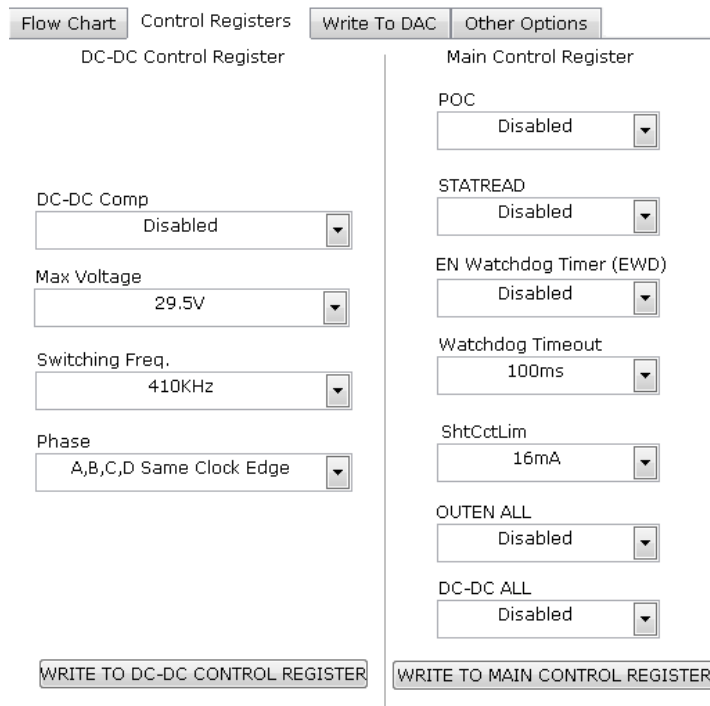 Flow Chart
Control Registers
Write To DAC
Other Options
DC-DC Control Register
DC-DC Comp
Disabled
Max Voltage
29.5V
Switching Freq.
410KHz
Phase
A,B,C,D Same Clock Edge
WRITE TO DC-DC CONTROL REGISTER
Main Control Register
POC
Disabled
STATREAD
Disabled
EN Watchdog Timer (EWD)
Disabled
Watchdog Timeout
100ms
ShtCctLim
16mA
OUTEN ALL
Disabled
DC-DC ALL
Disabled
WRITE TO MAIN CONTROL REGISTER